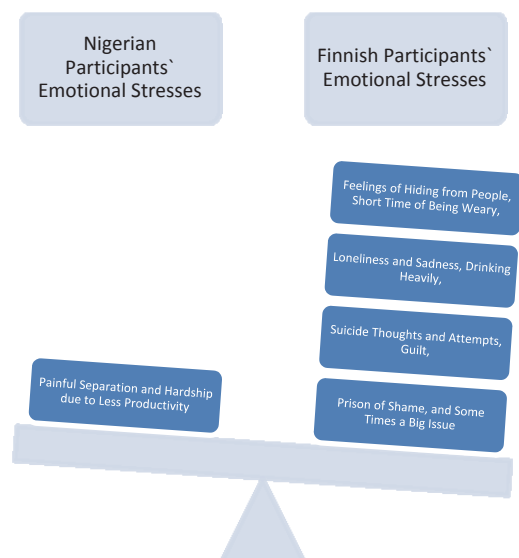 Nigerian
Participants`
Emotional Stresses
Finnish Participants`
Emotional Stresses
Feelings of Hiding from People,
Short Time of Being Weary,
Loneliness and Sadness, Drinking
Heavily,
Suicide Thoughts and Attempts,
Guilt,
Prison of Shame, and Some
Times a Big Issue
Painful Separation and Hardship
due to Less Productivity